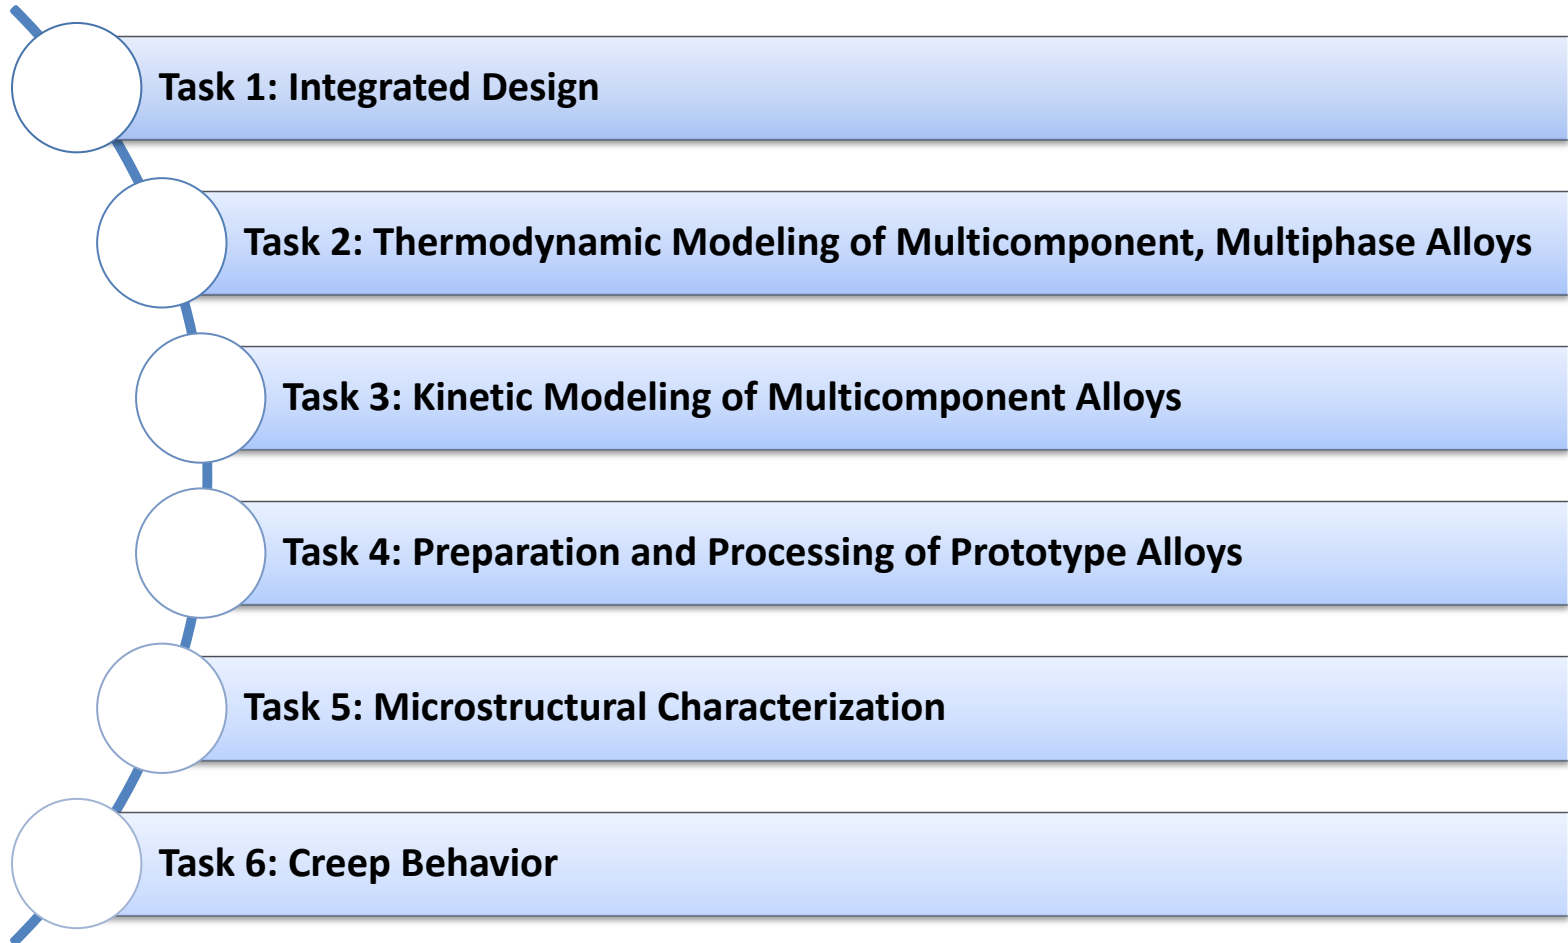 Task 1: Integrated Design
Task 2: Thermodynamic Modeling of Multicomponent, Multiphase Alloys
Task 3: Kinetic Modeling of Multicomponent Alloys
Task 4: Preparation and Processing of Prototype Alloys
Task 5: Microstructural Characterization
Task 6: Creep Behavior